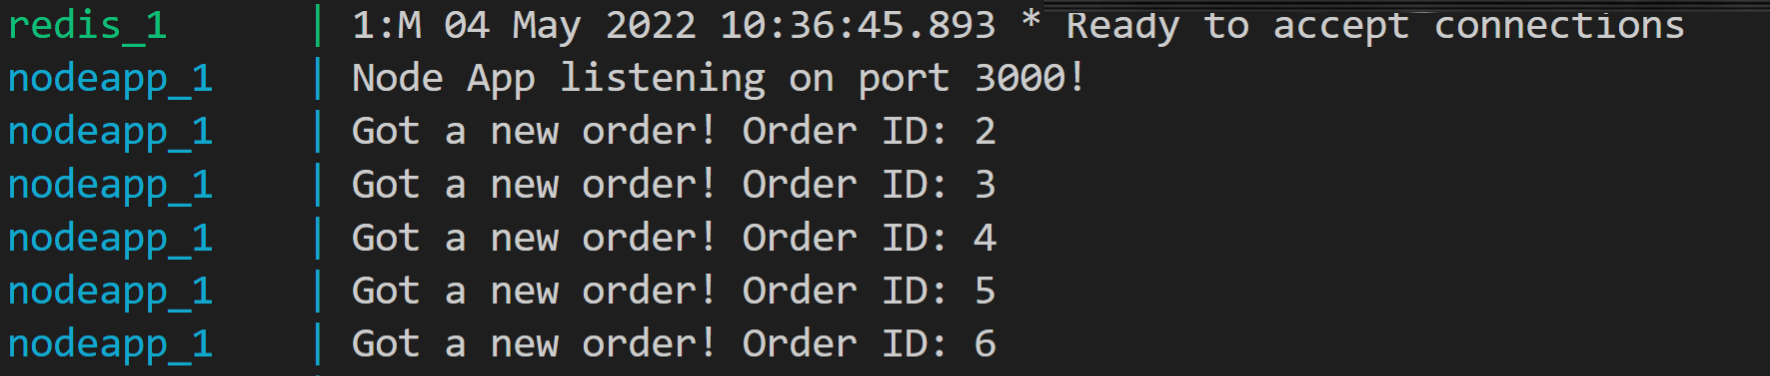 redis_1      | 1:M 04 May 2022 10:36:45.893 * Ready to accept connections
nodeapp_1    | Node App listening on port 3000!
nodeapp_1    | Got a new order! Order ID: 2
nodeapp_1    | Got a new order! Order ID: 3
nodeapp_1    | Got a new order! Order ID: 4
nodeapp_1    | Got a new order! Order ID: 5
nodeapp_1    | Got a new order! Order ID: 6